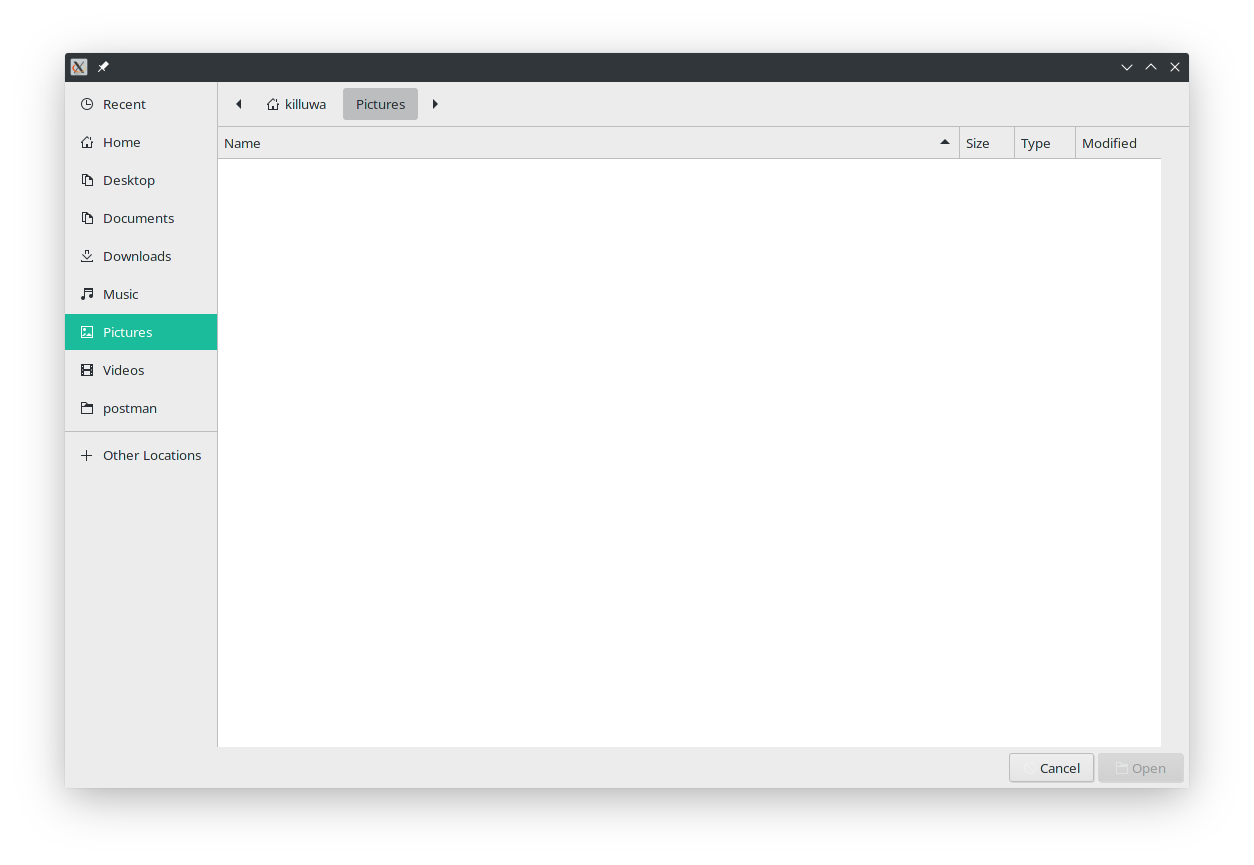 Recent
Home
Desktop
Documents
Downloads
Music
Pictures
Videos
postman
Other Locations
killuwa Pictures
Name Size Type Modified
Cancel Open